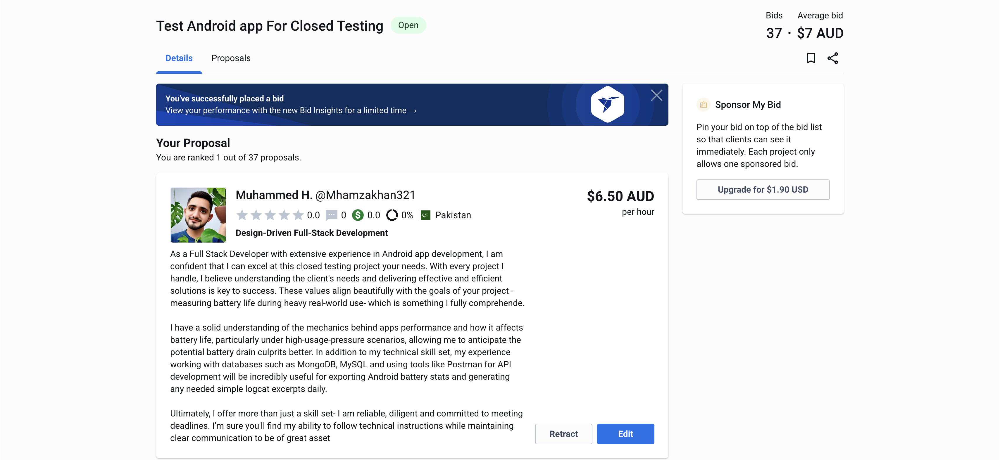 Test Android app For Closed Testing
Open
Bids
Average bid
37 · $7 AUD
Details
Proposals
You've successfully placed a bid
View your performance with the new Bid Insights for a limited time →
Your Proposal
You are ranked 1 out of 37 proposals.
Muhammed H. @Mhamzakhan321
0.0 0 $ 0.0 0% Pakistan
Design-Driven Full-Stack Development
$6.50 AUD
per hour
As a Full Stack Developer with extensive experience in Android app development, I am
confident that I can excel at this closed testing project your needs. With every project I
handle, I believe understanding the client's needs and delivering effective and efficient
solutions is key to success. These values align beautifully with the goals of your project -
measuring battery life during heavy real-world use- which is something I fully comprehende.
I have a solid understanding of the mechanics behind apps performance and how it affects
battery life, particularly under high-usage-pressure scenarios, allowing me to anticipate the
potential battery drain culprits better. In addition to my technical skill set, my experience
working with databases such as MongoDB, MySQL and using tools like Postman for API
development will be incredibly useful for exporting Android battery stats and generating
any needed simple logcat excerpts daily.
Ultimately, I offer more than just a skill set- I am reliable, diligent and committed to meeting
deadlines. I’m sure you'll find my ability to follow technical instructions while maintaining
clear communication to be of great asset
Retract
Edit
Sponsor My Bid
Pin your bid on top of the bid list
so that clients can see it
immediately. Each project only
allows one sponsored bid.
Upgrade for $1.90 USD